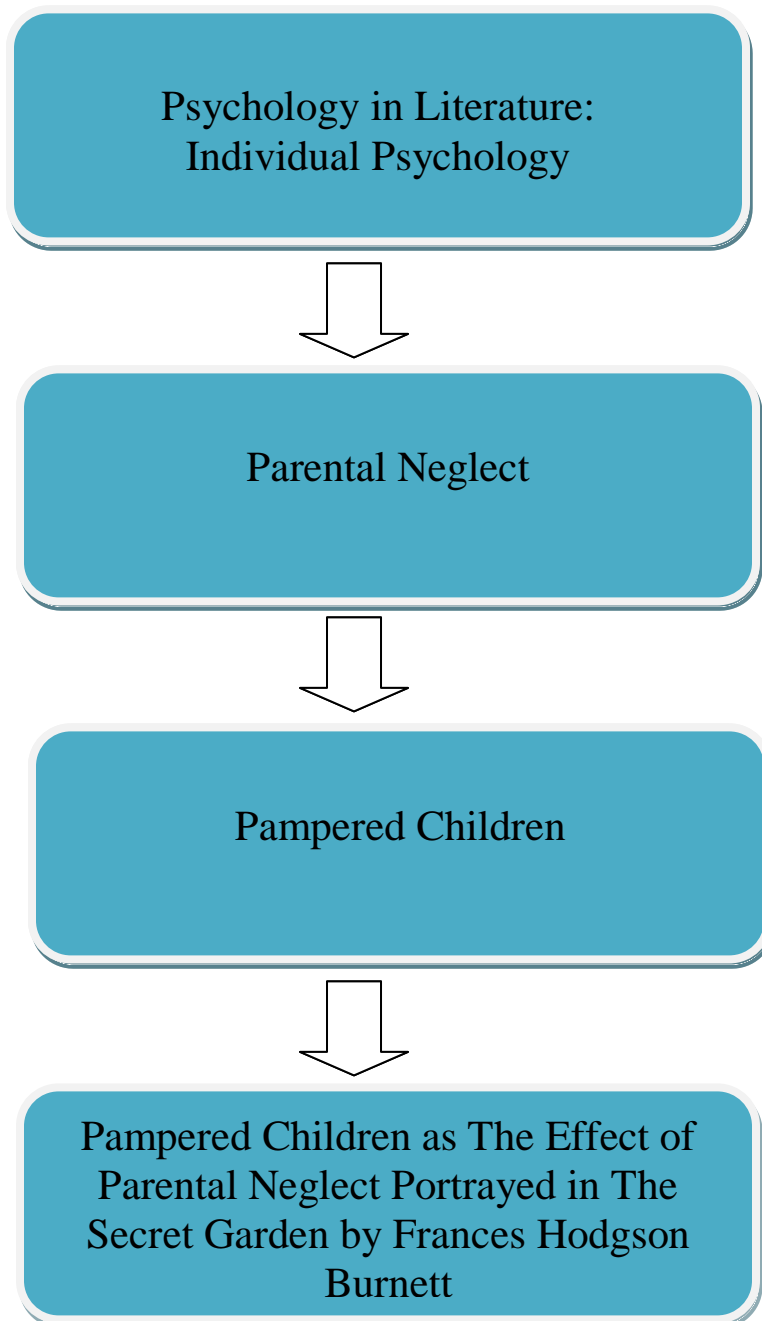 Psychology in Literature:
Individual Psychology
Parental Neglect
Pampered Children
Pampered Children as The Effect of
Parental Neglect Portrayed in The
Secret Garden by Frances Hodgson
Burnett